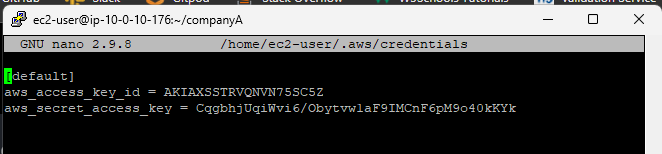 ec2-user@ip-10-0-10-176:~/companyA
GNU nano 2.9.8 /home/ec2-user/.aws/credentials
[default]
aws_access_key_id = AKIAXSSTRVQNVN75SC5Z
aws_secret_access_key = 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